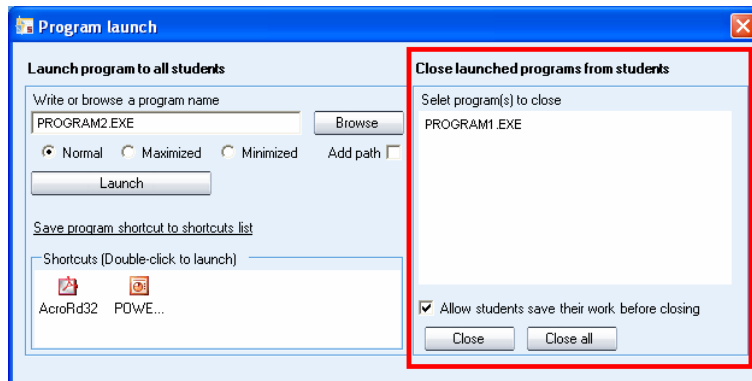 Program launch
Launch program to all students
Write or browse a program name
PROGRAM2.EXE
Browse
Normal Maximized Minimized Add path
Launch
Save program shortcut to shortcuts list
Shortcuts (Double-click to launch)
AcroRd32 POWE...
Close launched programs from students
Selet program(s) to close
PROGRAM1.EXE
Allow students save their work before closing
Close Close all